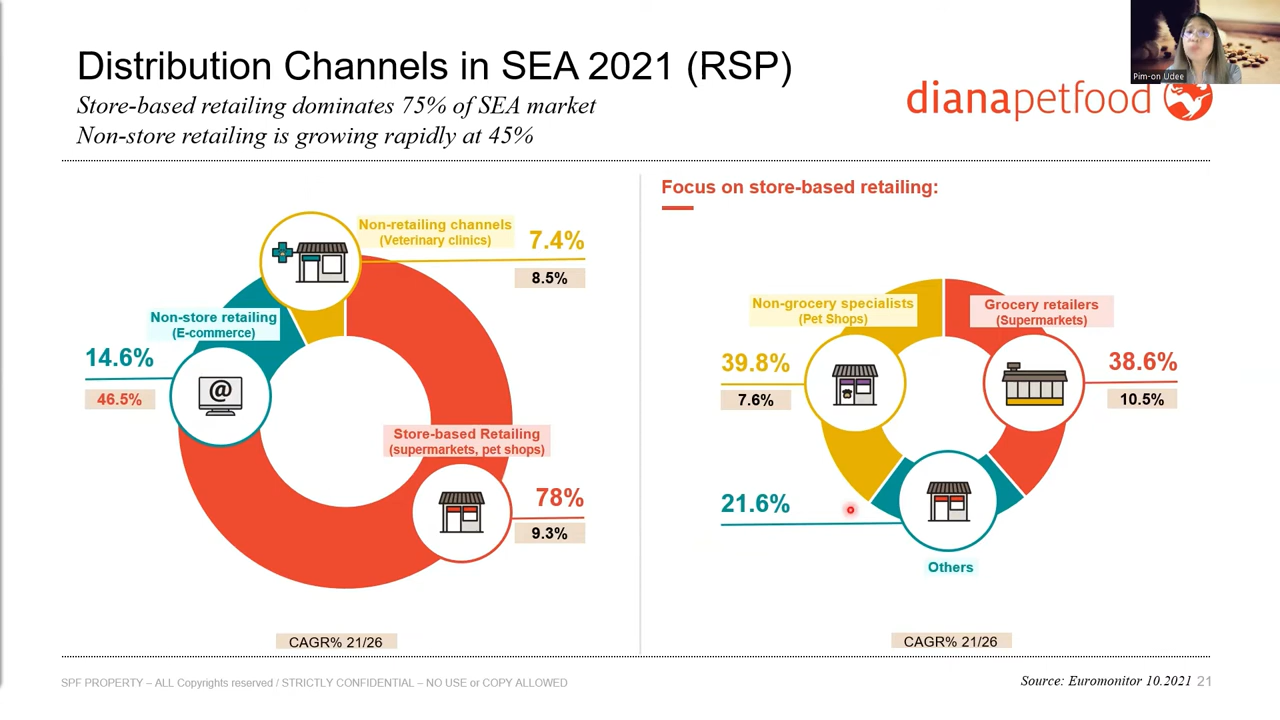 Distribution Channels in SEA 2021 (RSP)
Store-based retailing dominates 75% of SEA market
Non-store retailing is growing rapidly at 45%
Pim-on Udee
dianapetfood
Non-retailing channels
(Veterinary clinics)
7.4%
8.5%
Non-store retailing
(E-commerce)
14.6%
46.5%
@
Store-based Retailing
(supermarkets, pet shops)
78%
9.3%
CAGR% 21/26
Focus on store-based retailing:
Non-grocery specialists
(Pet Shops)
39.8%
7.6%
Grocery retailers
(Supermarkets)
38.6%
10.5%
21.6%
Others
CAGR% 21/26
SPF PROPERTY – ALL Copyrights reserved / STRICTLY CONFIDENTIAL – NO USE or COPY ALLOWED
Source: Euromonitor 10.2021 21